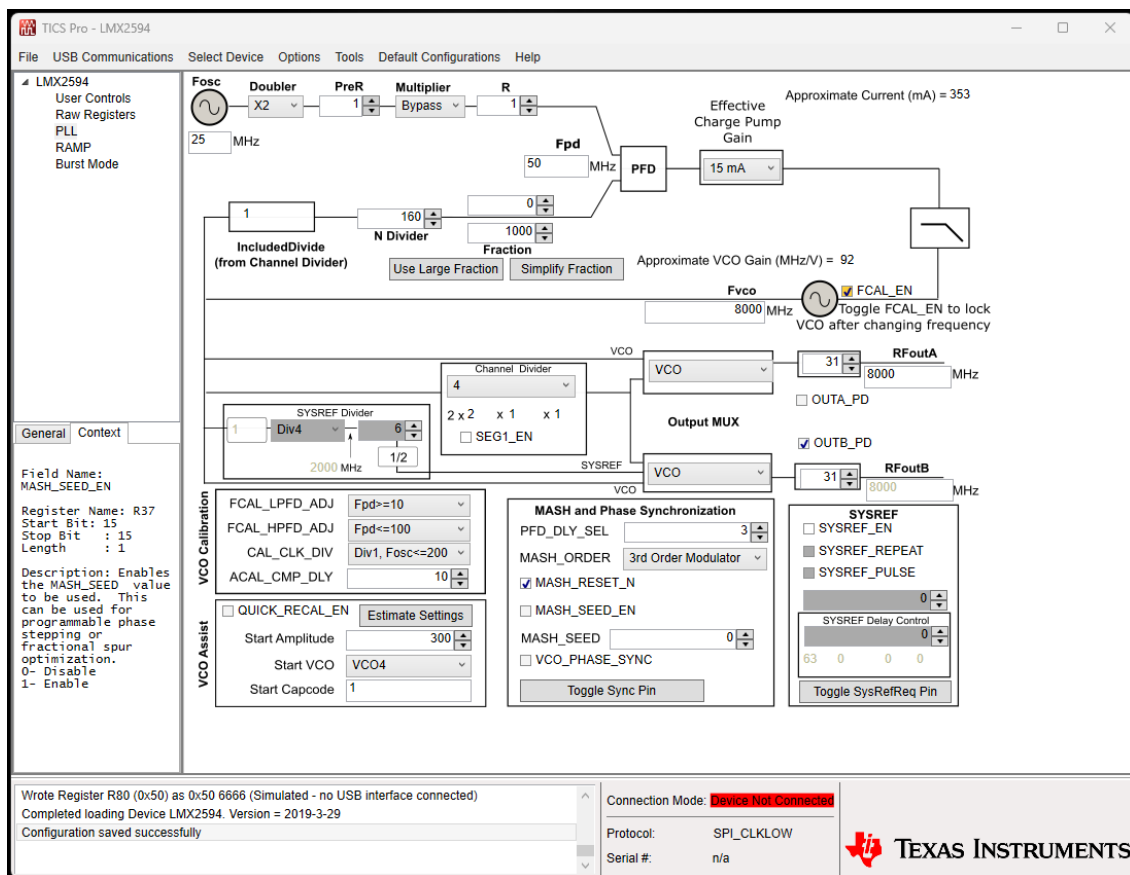 TICS Pro - LMX2594
File USB Communications Select Device Options Tools Default Configurations Help
LMX2594
User Controls
Raw Registers
PLL
RAMP
Burst Mode
Fosc
Doubler
PreR
Multiplier
R
X2
1
Bypass
1
25 MHz
Approximate Current (mA) = 353
Effective
Charge Pump
Gain
Fpd
50 MHz
PFD
15 mA
1
IncludedDivide
(from Channel Divider)
160
N Divider
0
1000
Fraction
Use Large Fraction
Simplify Fraction
Approximate VCO Gain (MHz/V) = 92
Fvco
8000 MHz
FCAL_EN
Toggle FCAL_EN to lock
VCO after changing frequency
VCO
VCO
31
RFoutA
8000
MHz
OUTA_PD
Channel Divider
4
2 x 2 x 1 x 1
SEG1_EN
Output MUX
OUTB_PD
SYSREF Divider
1
Div4
6
2000 MHz
1/2
SYSREF
VCO
VCO
31
RFoutB
8000
MHz
General Context
Field Name:
MASH_SEED_EN
Register Name: R37
Start Bit: 15
Stop Bit : 15
Length : 1
Description: Enables
the MASH_SEED value
to be used. This
can be used for
programmable phase
stepping or
fractional spur
optimization.
0- Disable
1- Enable
VCO Calibration
FCAL_LPFD_ADJ Fpd>=10
FCAL_HPFD_ADJ Fpd<=100
CAL_CLK_DIV Div1, Fosc<=200
ACAL_CMP_DLY 10
VCO Assist
QUICK_RECAL_EN Estimate Settings
Start Amplitude 300
Start VCO VCO4
Start Capcode 1
MASH and Phase Synchronization
PFD_DLY_SEL 3
MASH_ORDER 3rd Order Modulator
MASH_RESET_N
MASH_SEED_EN
MASH_SEED 0
VCO_PHASE_SYNC
Toggle Sync Pin
SYSREF
SYSREF_EN
SYSREF_REPEAT
SYSREF_PULSE
0
SYSREF Delay Control
0
63 0 0 0
Toggle SysRefReq Pin
Wrote Register R80 (0x50) as 0x50 6666 (Simulated - no USB interface connected)
Completed loading Device LMX2594. Version = 2019-3-29
Configuration saved successfully
Connection Mode: Device Not Connected
Protocol: SPI_CLKLOW
Serial #: n/a
TEXAS INSTRUMENTS